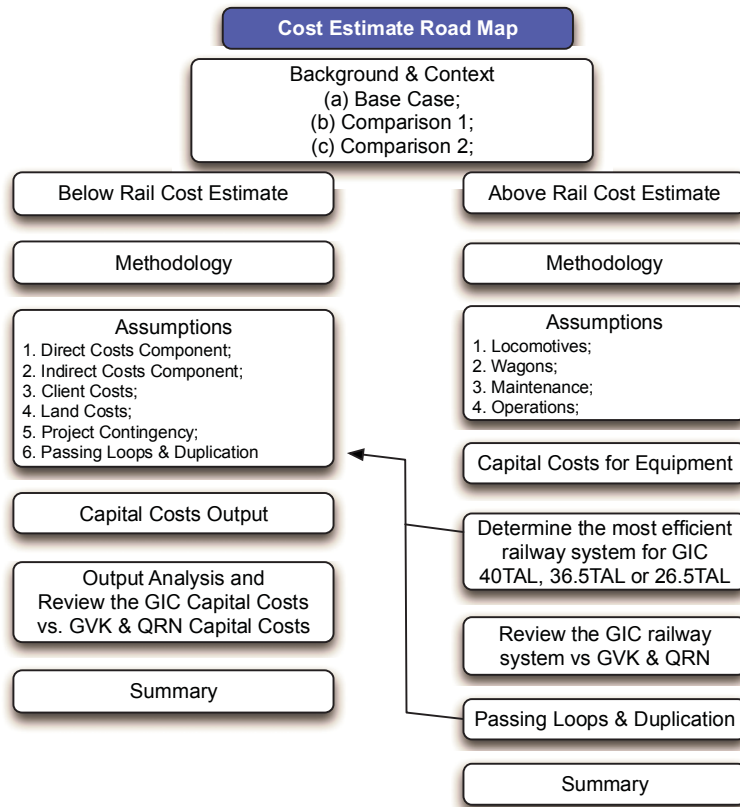 Cost Estimate Road Map
Background & Context
(a) Base Case;
(b) Comparison 1;
(c) Comparison 2;
Below Rail Cost Estimate
Methodology
Assumptions
1. Direct Costs Component;
2. Indirect Costs Component;
3. Client Costs;
4. Land Costs;
5. Project Contingency;
6. Passing Loops & Duplication
Capital Costs Output
Output Analysis and
Review the GIC Capital Costs
vs. GVK & QRN Capital Costs
Summary
Above Rail Cost Estimate
Methodology
Assumptions
1. Locomotives;
2. Wagons;
3. Maintenance;
4. Operations;
Capital Costs for Equipment
Determine the most efficient
railway system for GIC
40TAL, 36.5TAL or 26.5TAL
Review the GIC railway
system vs GVK & QRN
Passing Loops & Duplication
Summary